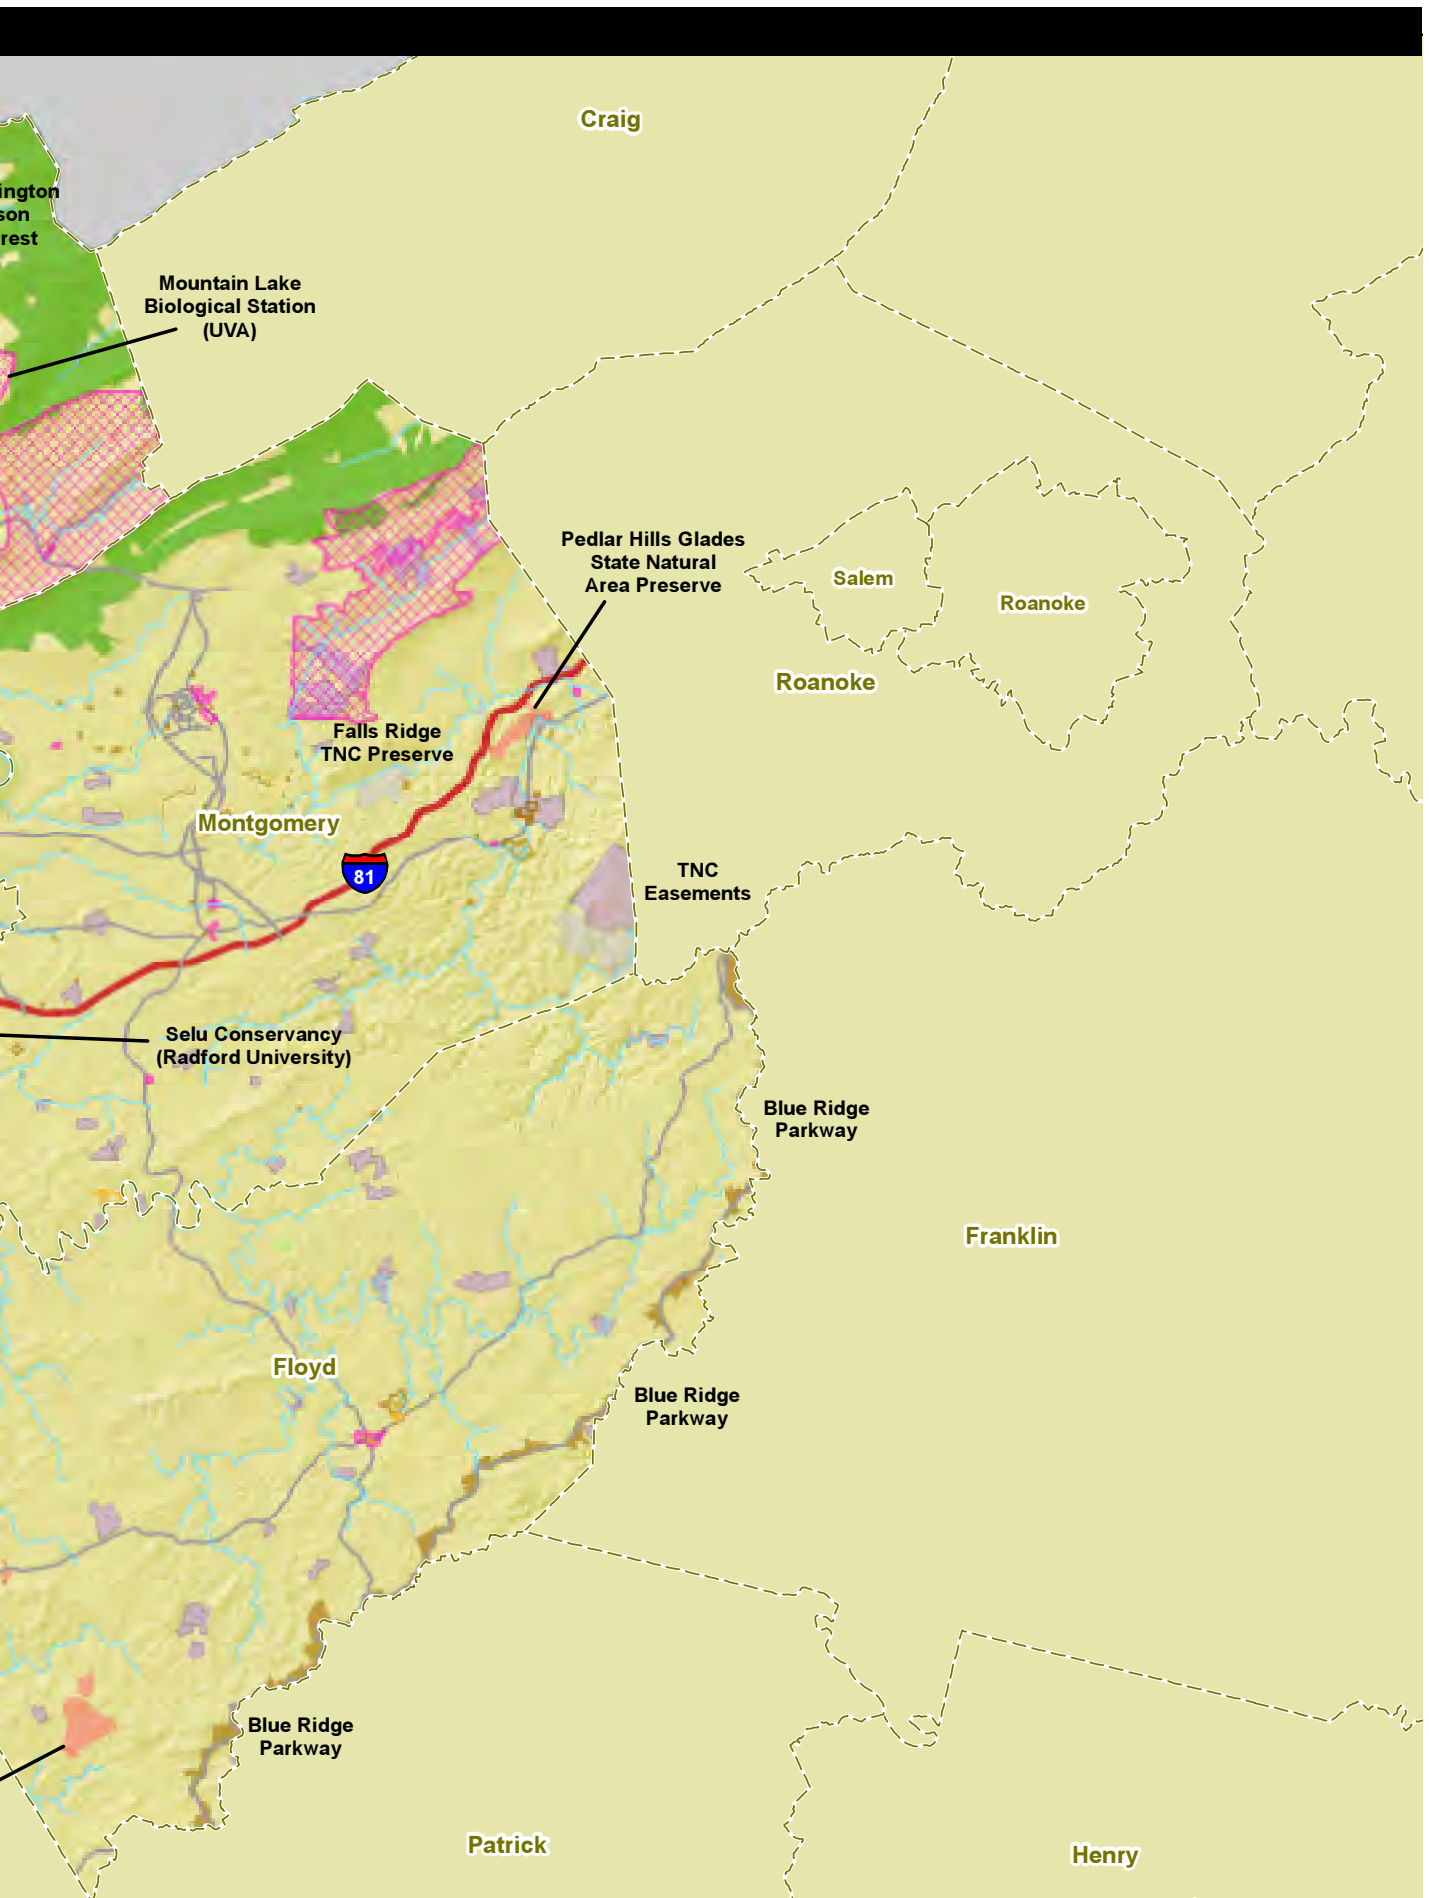 Craig
ington
son
rest
Mountain Lake
Biological Station
(UVA)
Pedlar Hills Glades
State Natural
Area Preserve
Salem
Roanoke
Roanoke
Falls Ridge
TNC Preserve
Montgomery
81
TNC
Easements
Selu Conservancy
(Radford University)
Blue Ridge
Parkway
Franklin
Floyd
Blue Ridge
Parkway
Blue Ridge
Parkway
Patrick
Henry